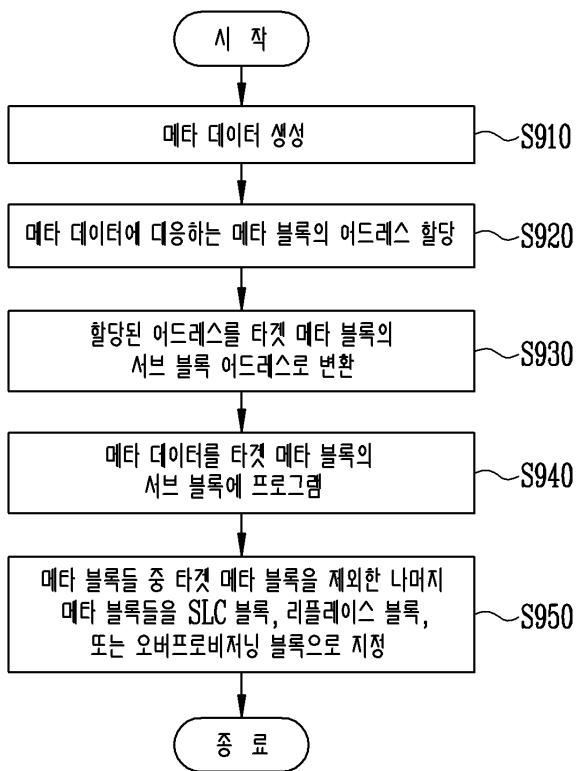 시 작
메타 데이터 생성
S910
메타 데이터에 대응하는 메타 블록의 어드레스 할당
S920
할당된 어드레스를 타겟 메타 블록의
서브 블록 어드레스로 변환
S930
메타 데이터를 타겟 메타 블록의
서브 블록에 프로그램
S940
메타 블록들 중 타겟 메타 블록을 제외한 나머지
메타 블록들을 SLC 블록, 리플레이스 블록,
또는 오버프로비저닝 블록으로 지정
S950
종 료